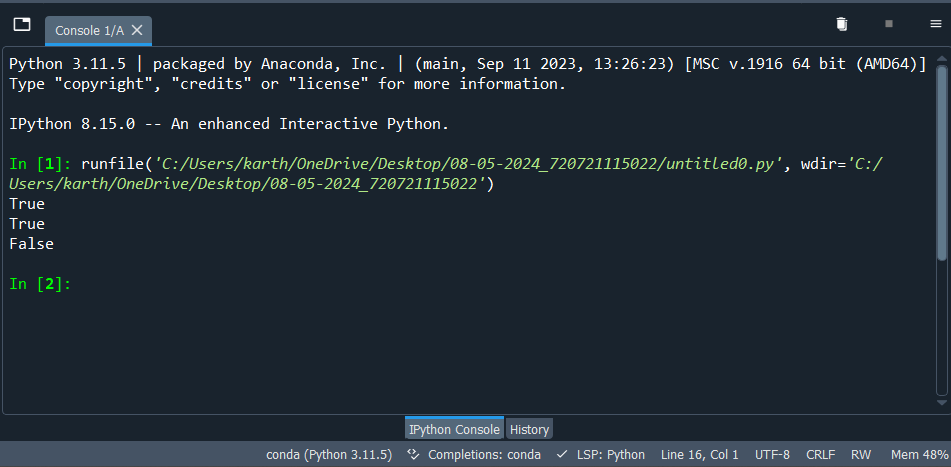 Console 1/A
Python 3.11.5 | packaged by Anaconda, Inc. | (main, Sep 11 2023, 13:26:23) [MSC v.1916 64 bit (AMD64)]
Type "copyright", "credits" or "license" for more information.
IPython 8.15.0 -- An enhanced Interactive Python.
In [1]: runfile('C:/Users/karth/OneDrive/Desktop/08-05-2024_720721115022/untitled0.py', wdir='C:/
Users/karth/OneDrive/Desktop/08-05-2024_720721115022')
True
True
False
In [2]:
IPython Console History
conda (Python 3.11.5) Completions: conda LSP: Python Line 16, Col 1 UTF-8 CRLF RW Mem 48%